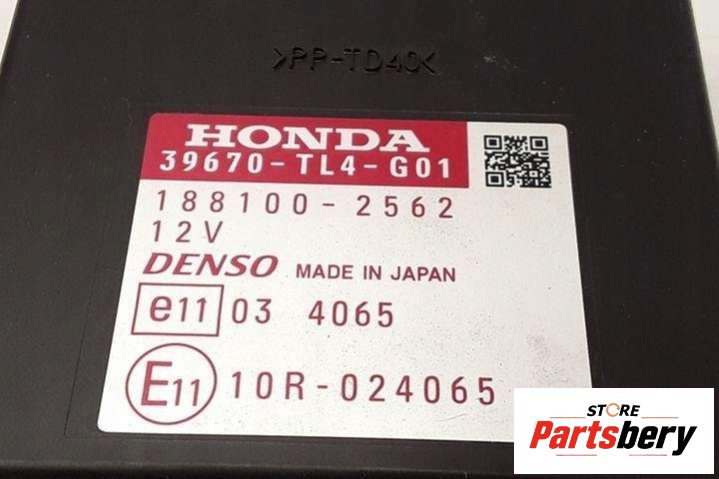 >PP-TD40<
HONDA
39670-TL4-G01
188100-2562
12V
DENSO MADE IN JAPAN
e11 03 4065
E11 10R-024065
STORE
Partsbery